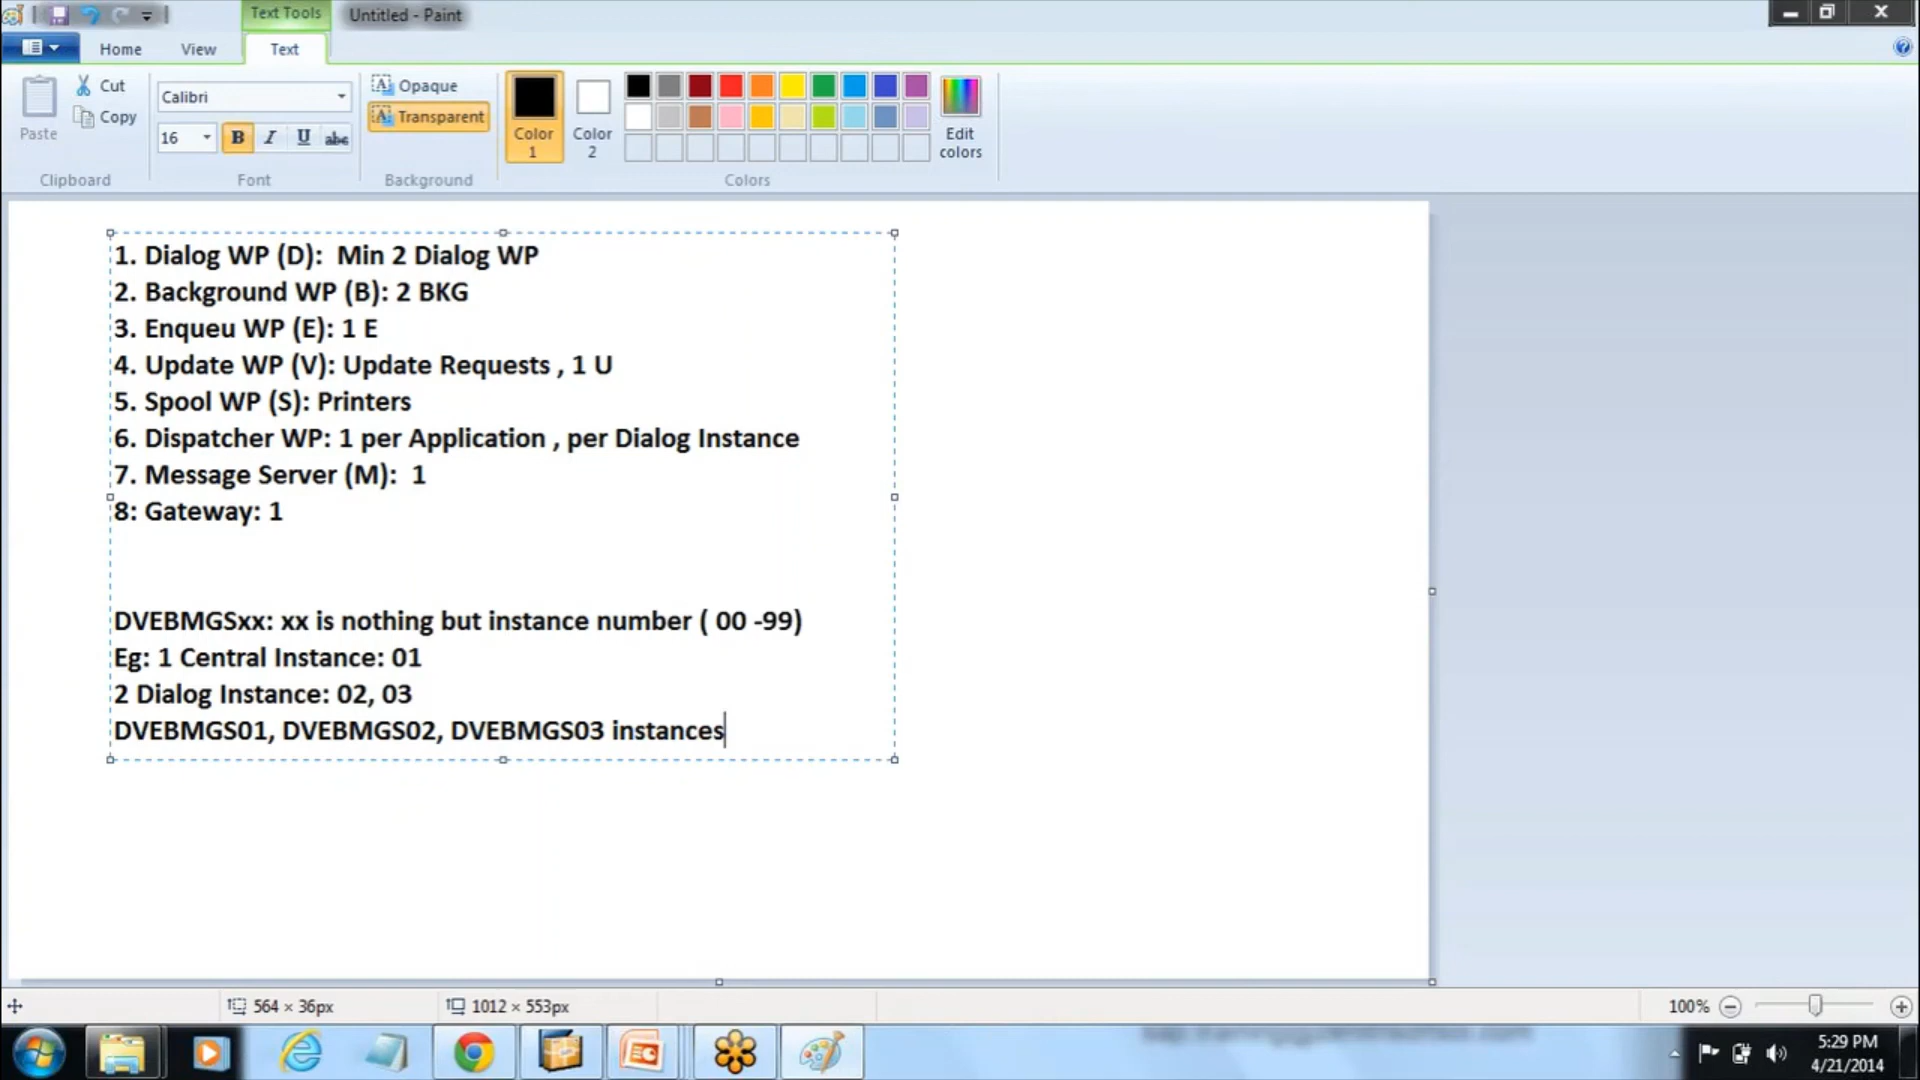 Text Tools
Untitled - Paint
Home
View
Text
Paste
Cut
Copy
Clipboard
Calibri
16
B
I
U
abc
Font
Opaque
Transparent
Background
Color 1
Color 2
Edit colors
Colors
1. Dialog WP (D):  Min 2 Dialog WP
2. Background WP (B): 2 BKG
3. Enqueu WP (E): 1 E
4. Update WP (V): Update Requests , 1 U
5. Spool WP (S): Printers
6. Dispatcher WP: 1 per Application , per Dialog Instance
7. Message Server (M):  1
8: Gateway: 1
DVEBMGSxx: xx is nothing but instance number ( 00 -99)
Eg: 1 Central Instance: 01
2 Dialog Instance: 02, 03
DVEBMGS01, DVEBMGS02, DVEBMGS03 instances
564 × 36px
1012 × 553px
100%
5:29 PM
4/21/2014